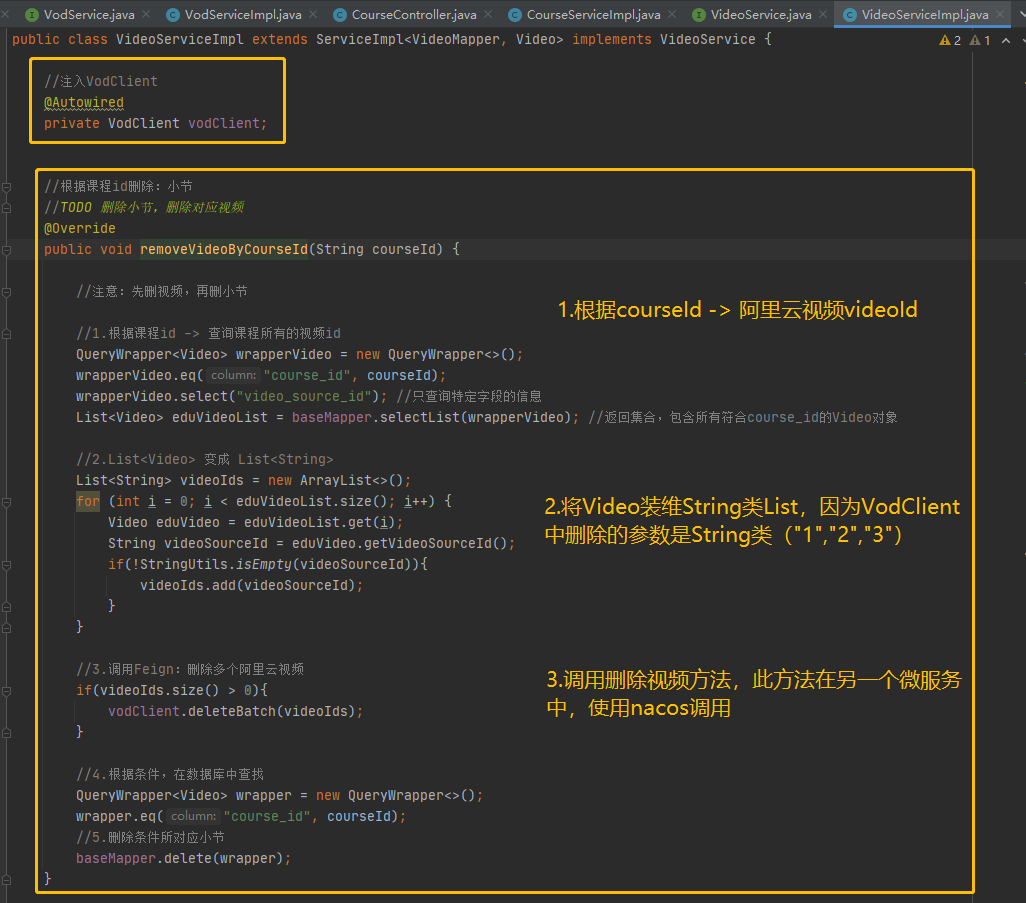 VodService.java VodServiceImpl.java CourseController.java CourseServiceImpl.java VideoService.java VideoServiceImpl.java
public class VideoServiceImpl extends ServiceImpl<VideoMapper, Video> implements VideoService { 2 1
//注入VodClient
@Autowired
private VodClient vodClient;
//根据课程id删除：小节
//TODO 删除小节，删除对应视频
@Override
public void removeVideoByCourseId(String courseId) {
//注意：先删视频，再删小节
1.根据courseId -> 阿里云视频videoId
//1.根据课程id -> 查询课程所有的视频id
QueryWrapper<Video> wrapperVideo = new QueryWrapper<>();
wrapperVideo.eq( column: "course_id", courseId);
wrapperVideo.select("video_source_id"); //只查询特定字段的信息
List<Video> eduVideoList = baseMapper.selectList(wrapperVideo); //返回集合，包含所有符合course_id的Video对象
//2.List<Video> 变成 List<String>
List<String> videoIds = new ArrayList<>();
for (int i = 0; i < eduVideoList.size(); i++) {
2.将Video装维String类List，因为VodClient
Video eduVideo = eduVideoList.get(i);
中删除的参数是String类（"1","2","3"）
String videoSourceId = eduVideo.getVideoSourceId();
if(!StringUtils.isEmpty(videoSourceId)){
videoIds.add(videoSourceId);
}
}
//3.调用Feign：删除多个阿里云视频
3.调用删除视频方法，此方法在另一个微服务
if(videoIds.size() > 0){
中，使用nacos调用
vodClient.deleteBatch(videoIds);
}
//4.根据条件，在数据库中查找
QueryWrapper<Video> wrapper = new QueryWrapper<>();
wrapper.eq( column: "course_id", courseId);
//5.删除条件所对应小节
baseMapper.delete(wrapper);
}